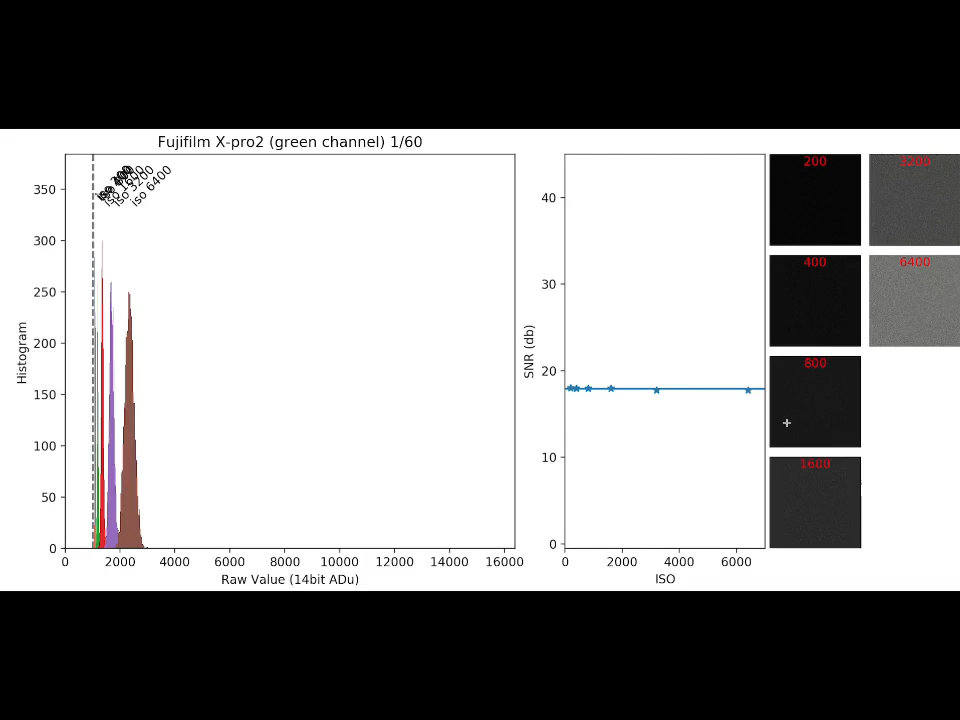 Fujifilm X-pro2 (green channel) 1/60
350
300
250
200
150
100
50
0
Histogram
iso 1600
iso 3200
iso 6400
0 2000 4000 6000 8000 10000 12000 14000 16000
Raw Value (14bit ADu)
40
30
20
10
0
SNR (db)
0 2000 4000 6000
ISO
200
3200
400
6400
800
1600